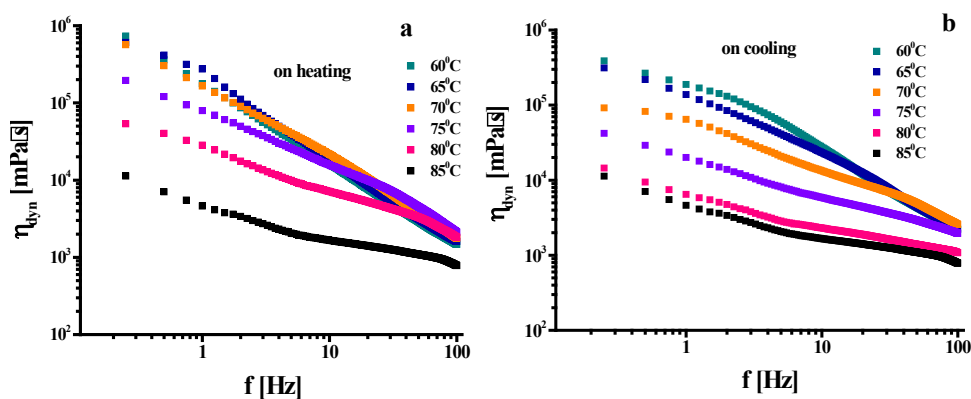 a
on heating
60⁰C
65⁰C
70⁰C
75⁰C
80⁰C
85⁰C
10⁶
10⁵
10⁴
10³
10²
η_dyn [mPa□s]
1 10 100
f [Hz]
b
on cooling
60⁰C
65⁰C
70⁰C
75⁰C
80⁰C
85⁰C
10⁶
10⁵
10⁴
10³
10²
η_dyn [mPa□s]
1 10 100
f [Hz]